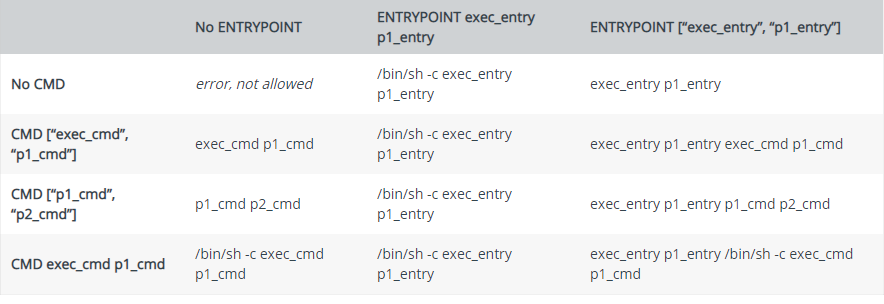 No ENTRYPOINT
ENTRYPOINT exec_entry
p1_entry
ENTRYPOINT [“exec_entry”, “p1_entry”]
No CMD
error, not allowed
/bin/sh -c exec_entry
p1_entry
exec_entry p1_entry
CMD [“exec_cmd”,
“p1_cmd”]
exec_cmd p1_cmd
/bin/sh -c exec_entry
p1_entry
exec_entry p1_entry exec_cmd p1_cmd
CMD [“p1_cmd”,
“p2_cmd”]
p1_cmd p2_cmd
/bin/sh -c exec_entry
p1_entry
exec_entry p1_entry p1_cmd p2_cmd
CMD exec_cmd p1_cmd
/bin/sh -c exec_cmd
p1_cmd
/bin/sh -c exec_entry
p1_entry
exec_entry p1_entry /bin/sh -c exec_cmd
p1_cmd